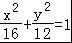 x²/16 + y²/12 = 1